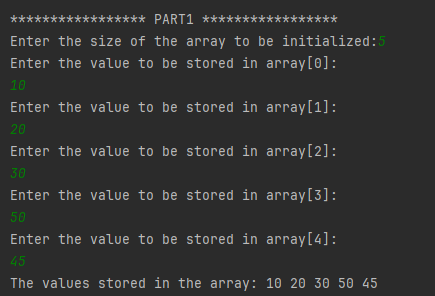 ***************** PART1 *****************
Enter the size of the array to be initialized:5
Enter the value to be stored in array[0]:
10
Enter the value to be stored in array[1]:
20
Enter the value to be stored in array[2]:
30
Enter the value to be stored in array[3]:
50
Enter the value to be stored in array[4]:
45
The values stored in the array: 10 20 30 50 45